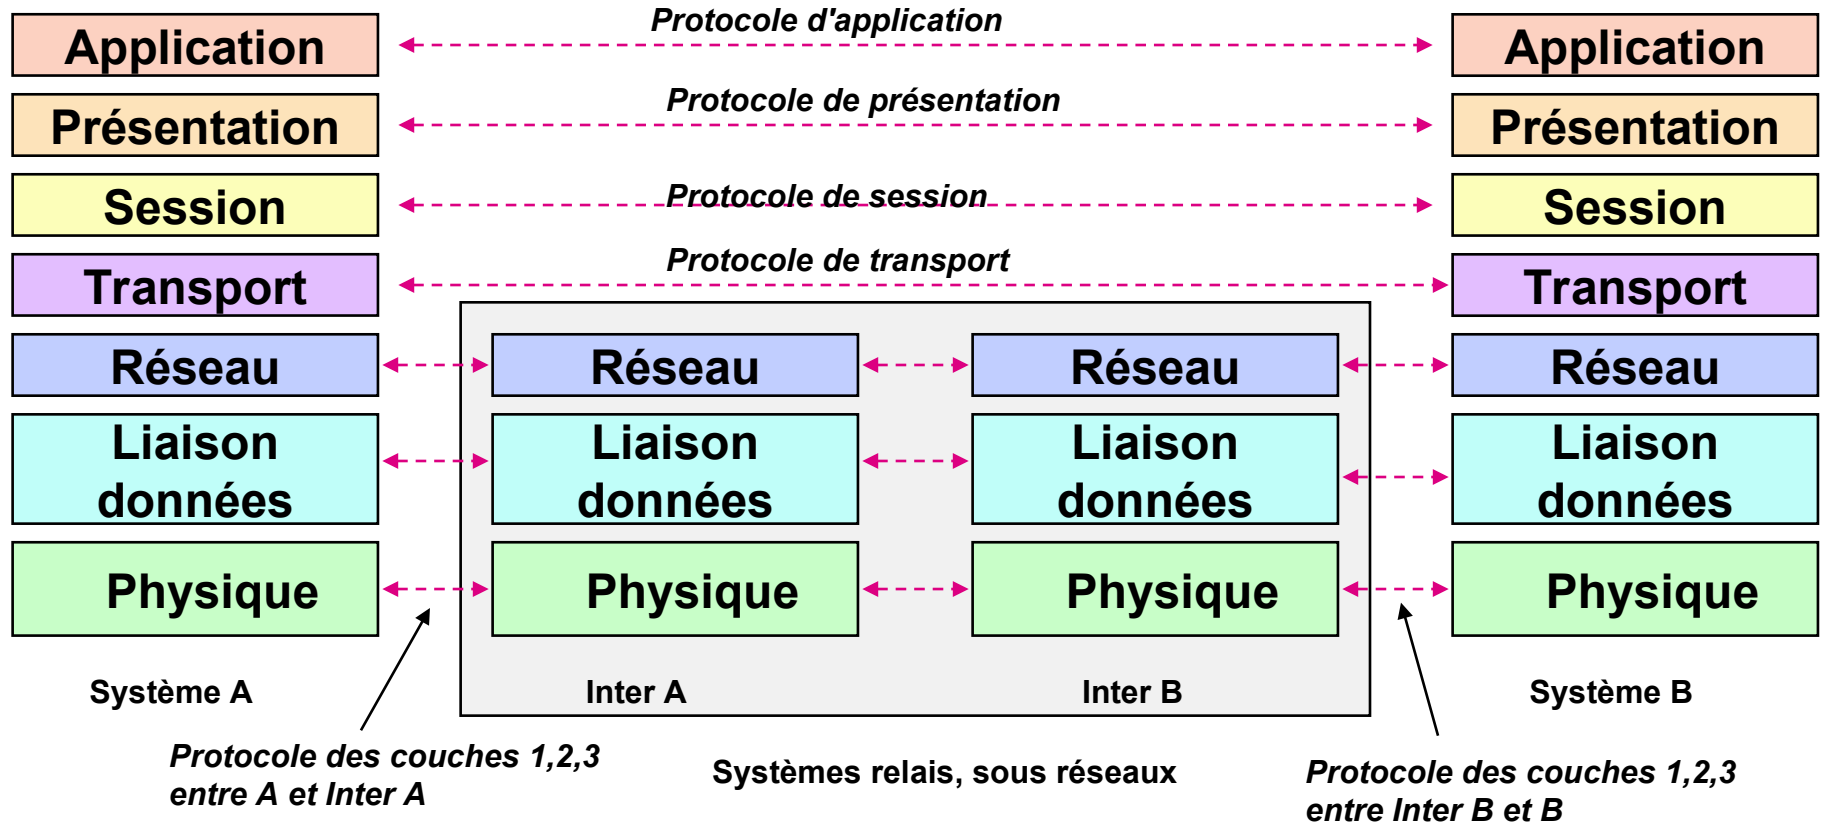 Protocole d'application
Application
Application
Protocole de présentation
Présentation
Présentation
Protocole de session
Session
Session
Protocole de transport
Transport
Transport
Réseau
Réseau
Réseau
Réseau
Liaison
données
Liaison
données
Liaison
données
Liaison
données
Physique
Physique
Physique
Physique
Système A
Inter A
Inter B
Système B
Protocole des couches 1,2,3
entre A et Inter A
Systèmes relais, sous réseaux
Protocole des couches 1,2,3
entre Inter B et B